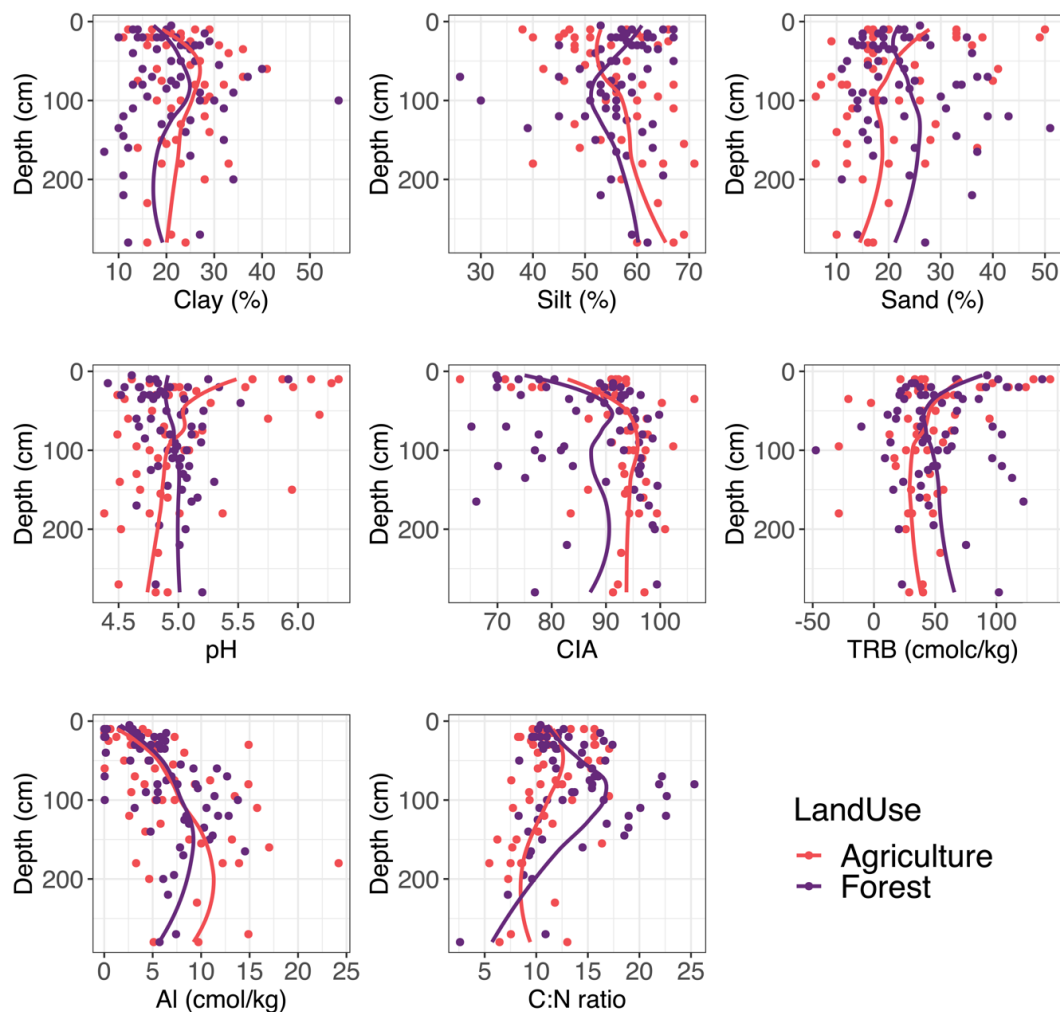 0
100
200
Depth (cm)
10 20 30 40 50
Clay (%)
0
100
200
Depth (cm)
30 40 50 60 70
Silt (%)
0
100
200
Depth (cm)
10 20 30 40 50
Sand (%)
0
100
200
Depth (cm)
4.5 5.0 5.5 6.0
pH
0
100
200
Depth (cm)
70 80 90 100
CIA
0
100
200
Depth (cm)
-50 0 50 100
TRB (cmolc/kg)
0
100
200
Depth (cm)
0 5 10 15 20 25
Al (cmol/kg)
0
100
200
Depth (cm)
5 10 15 20 25
C:N ratio
LandUse
Agriculture
Forest